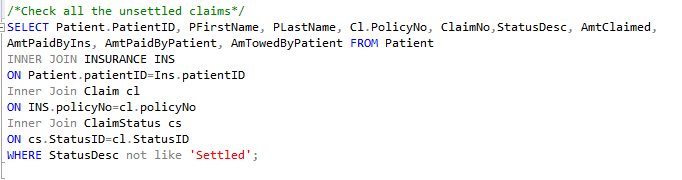 /*Check all the unsettled claims*/
SELECT Patient.PatientID, PFirstName, PLastName, Cl.PolicyNo, ClaimNo,StatusDesc, AmtClaimed,
AmtPaidByIns, AmtPaidByPatient, AmTowedByPatient FROM Patient
INNER JOIN INSURANCE INS
ON Patient.patientID=Ins.patientID
Inner Join Claim cl
ON INS.policyNo=cl.policyNo
Inner Join ClaimStatus cs
ON cs.StatusID=cl.StatusID
WHERE StatusDesc not like 'Settled';